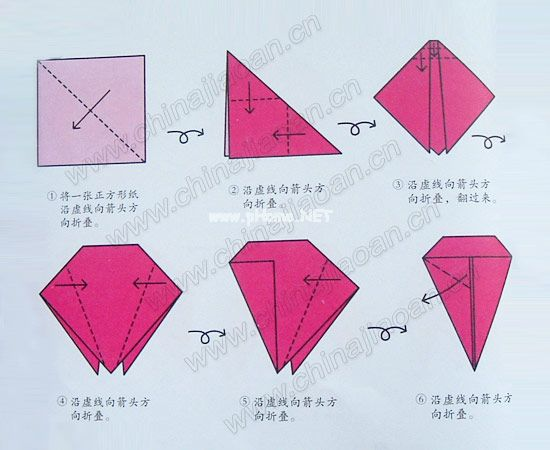 ① 将一张正方形纸
沿虚线向箭头方
向折叠。
② 沿虚线向箭头方
向折叠。
③ 沿虚线向箭头方
向折叠，翻过来。
④ 沿虚线向箭头方
向折叠。
⑤ 沿虚线向箭头方
向折叠。
⑥ 沿虚线向箭头方
向折叠。
www.pHome.NET
www.chinajiaoan.cn
www.chinajiaoan.cn
www.chinajiaoan.cn
www.chinajiaoan.cn